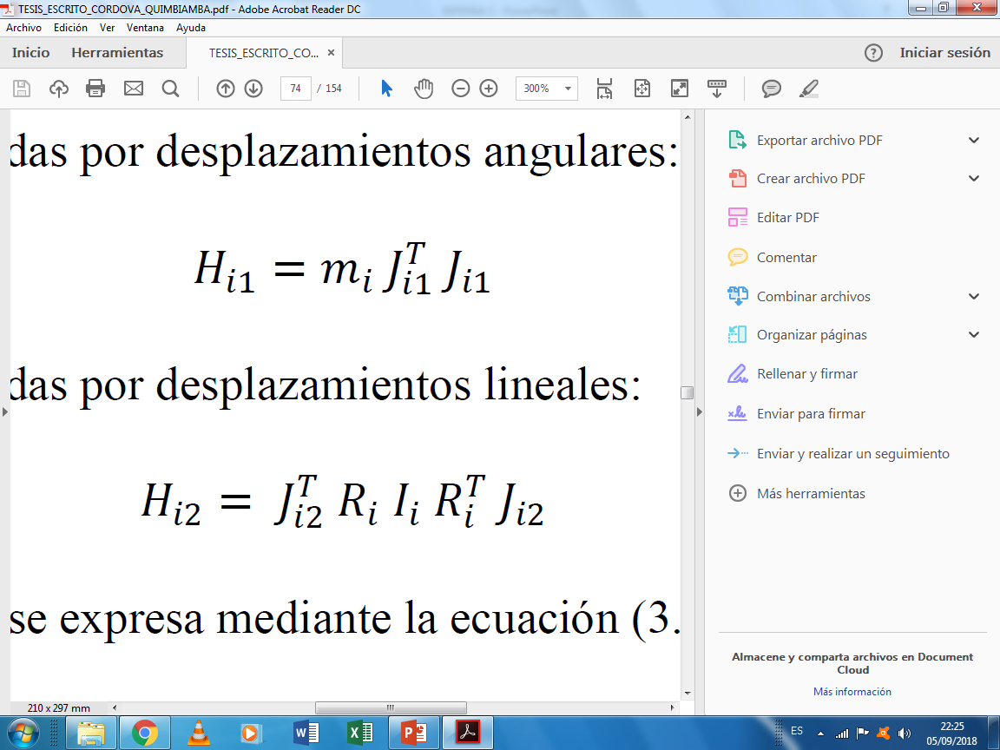 TESIS_ESCRITO_CORDOVA_QUIMBIAMBA.pdf - Adobe Acrobat Reader DC
Archivo Edición Ver Ventana Ayuda
Inicio Herramientas TESIS_ESCRITO_CO... × ? Iniciar sesión
74 / 154 300%
das por desplazamientos angulares:
H_{i1} = m_i J_{i1}^T J_{i1}
das por desplazamientos lineales:
H_{i2} = J_{i2}^T R_i I_i R_i^T J_{i2}
se expresa mediante la ecuación (3.
210 x 297 mm
Exportar archivo PDF
Crear archivo PDF
Editar PDF
Comentar
Combinar archivos
Organizar páginas
Rellenar y firmar
Enviar para firmar
Enviar y realizar un seguimiento
Más herramientas
Almacene y comparta archivos en Document
Cloud
Más información
ES 22:25
05/09/2018